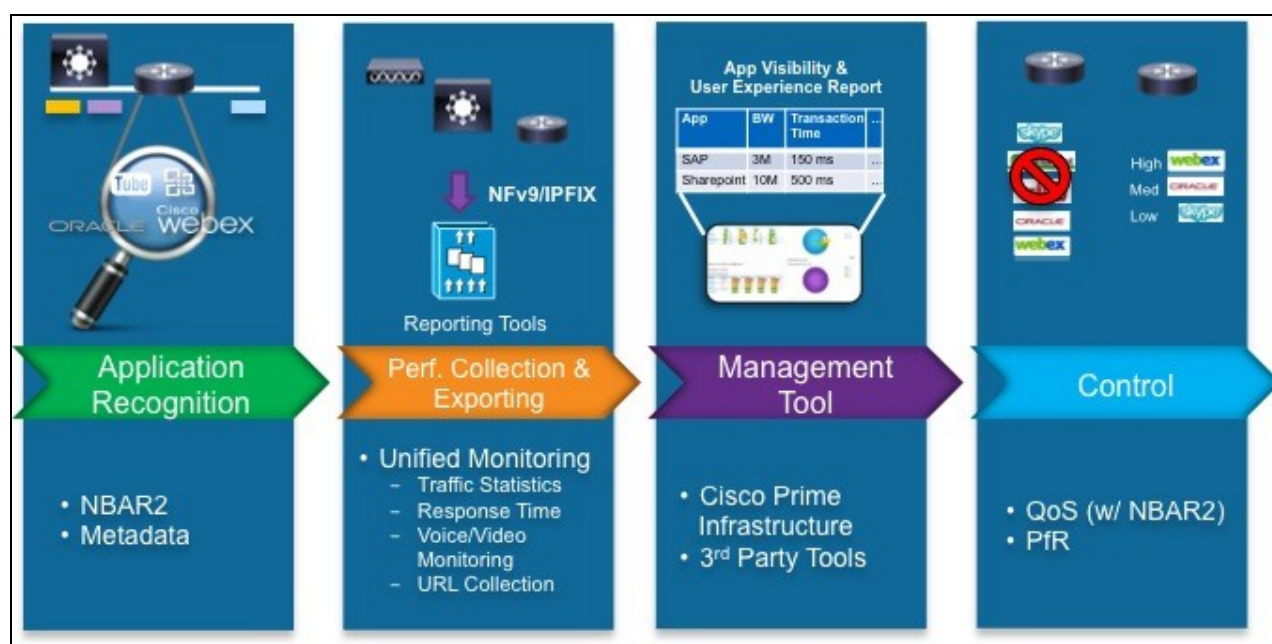 Tube
ORACLE
Cisco
webex
Application
Recognition
• NBAR2
• Metadata
NFv9/IPFIX
Reporting Tools
Perf. Collection &
Exporting
• Unified Monitoring
– Traffic Statistics
– Response Time
– Voice/Video
Monitoring
– URL Collection
App Visibility &
User Experience Report
App BW Transaction Time ...
SAP 3M 150 ms ...
Sharepoint 10M 500 ms ...
Management
Tool
• Cisco Prime
Infrastructure
• 3rd Party Tools
skype
ORACLE
webex
High webex
Med ORACLE
Low skype
Control
• QoS (w/ NBAR2)
• PfR